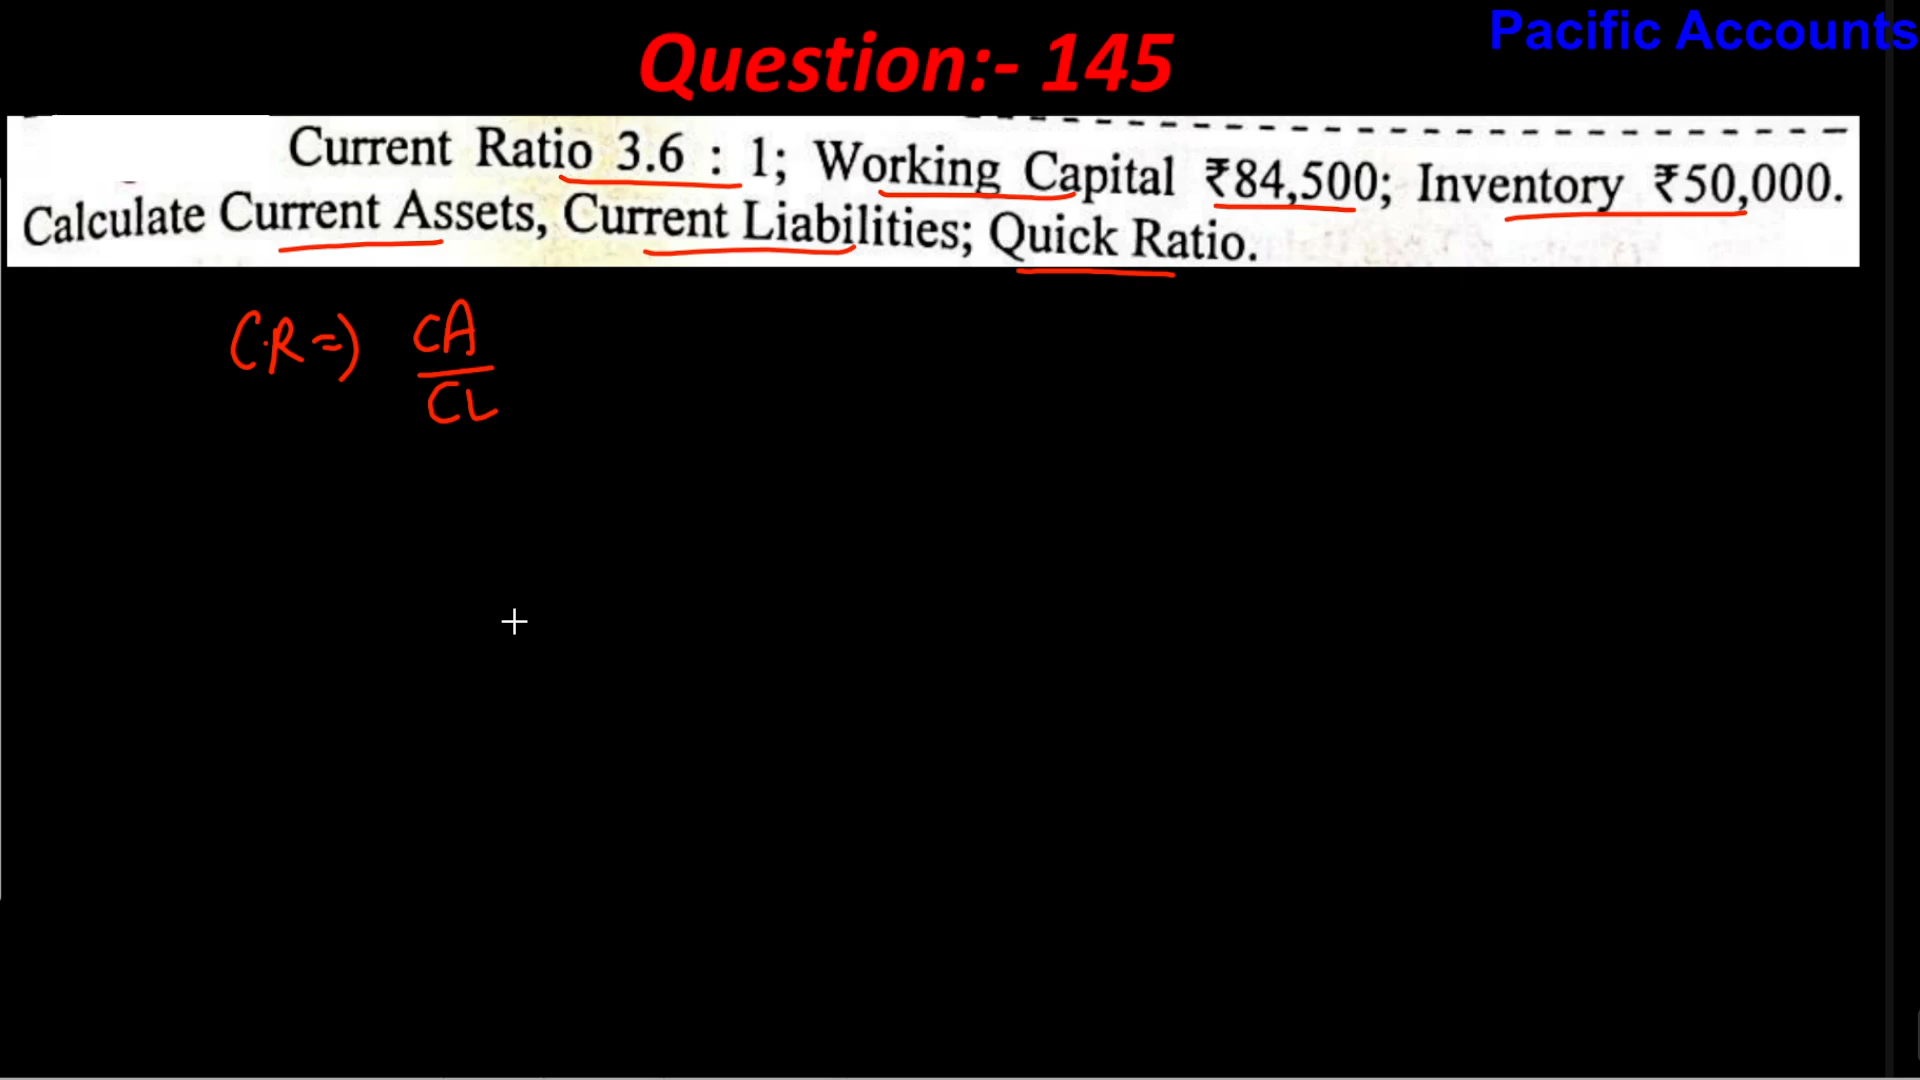 Pacific Accounts
Question:- 145
Current Ratio 3.6 : 1; Working Capital ₹84,500; Inventory ₹50,000.
Calculate Current Assets, Current Liabilities; Quick Ratio.
C.R => CA
CL